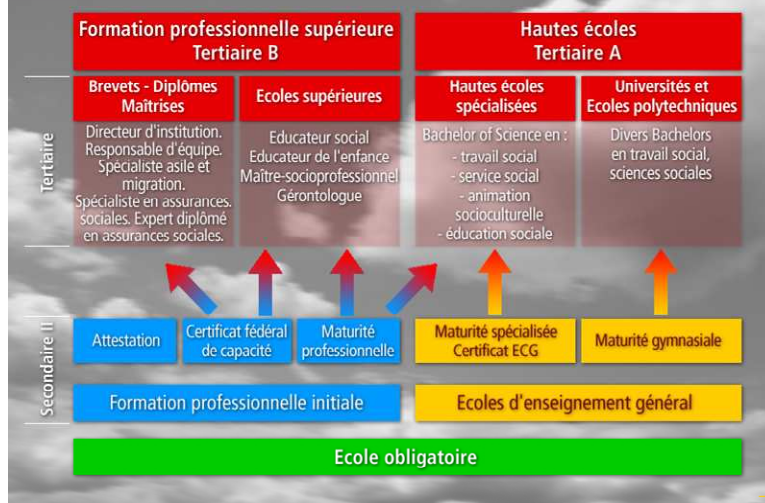 Formation professionnelle supérieure
Tertiaire B
Hautes écoles
Tertiaire A
Tertiaire
Brevets - Diplômes
Maîtrises
Directeur d'institution.
Responsable d'équipe.
Spécialiste asile et
migration.
Spécialiste en assurances.
sociales. Expert diplômé
en assurances sociales.
Ecoles supérieures
Educateur social
Educateur de l'enfance
Maître-socioprofessionnel
Gérontologue
Hautes écoles
spécialisées
Bachelor of Science en :
- travail social
- service social
- animation
socioculturelle
- éducation sociale
Universités et
Ecoles polytechniques
Divers Bachelors
en travail social,
sciences sociales
Secondaire II
Attestation
Certificat fédéral
de capacité
Maturité
professionnelle
Maturité spécialisée
Certificat ECG
Maturité gymnasiale
Formation professionnelle initiale
Ecoles d'enseignement général
Ecole obligatoire